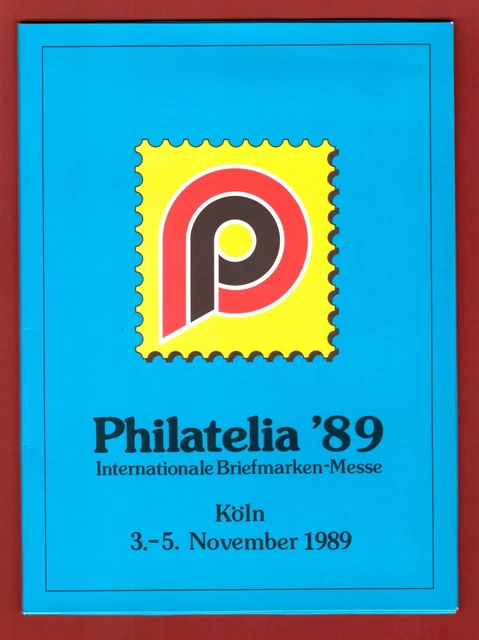 Philatelia '89
Internationale Briefmarken-Messe
Köln
3.-5. November 1989